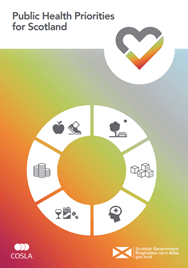 Public Health Priorities
for Scotland
COSLA
Scottish Government
Riaghaltas na h-Alba
gov.scot